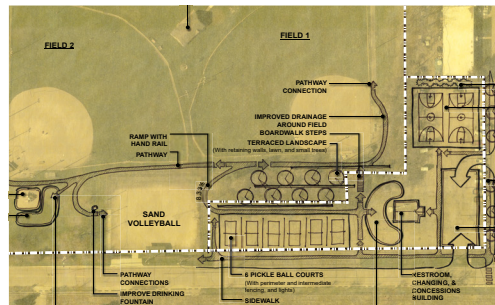 FIELD 2
FIELD 1
PATHWAY
CONNECTION
IMPROVED DRAINAGE
AROUND FIELD
BOARDWALK STEPS
TERRACED LANDSCAPE
(With retaining walls, lawn, and small trees)
RAMP WITH
HAND RAIL
PATHWAY
SAND
VOLLEYBALL
PATHWAY
CONNECTIONS
IMPROVE DRINKING
FOUNTAIN
6 PICKLE BALL COURTS
(With perimeter and intermediate
fencing, and lights)
SIDEWALK
RESTROOM,
CHANGING, &
CONCESSIONS
BUILDING